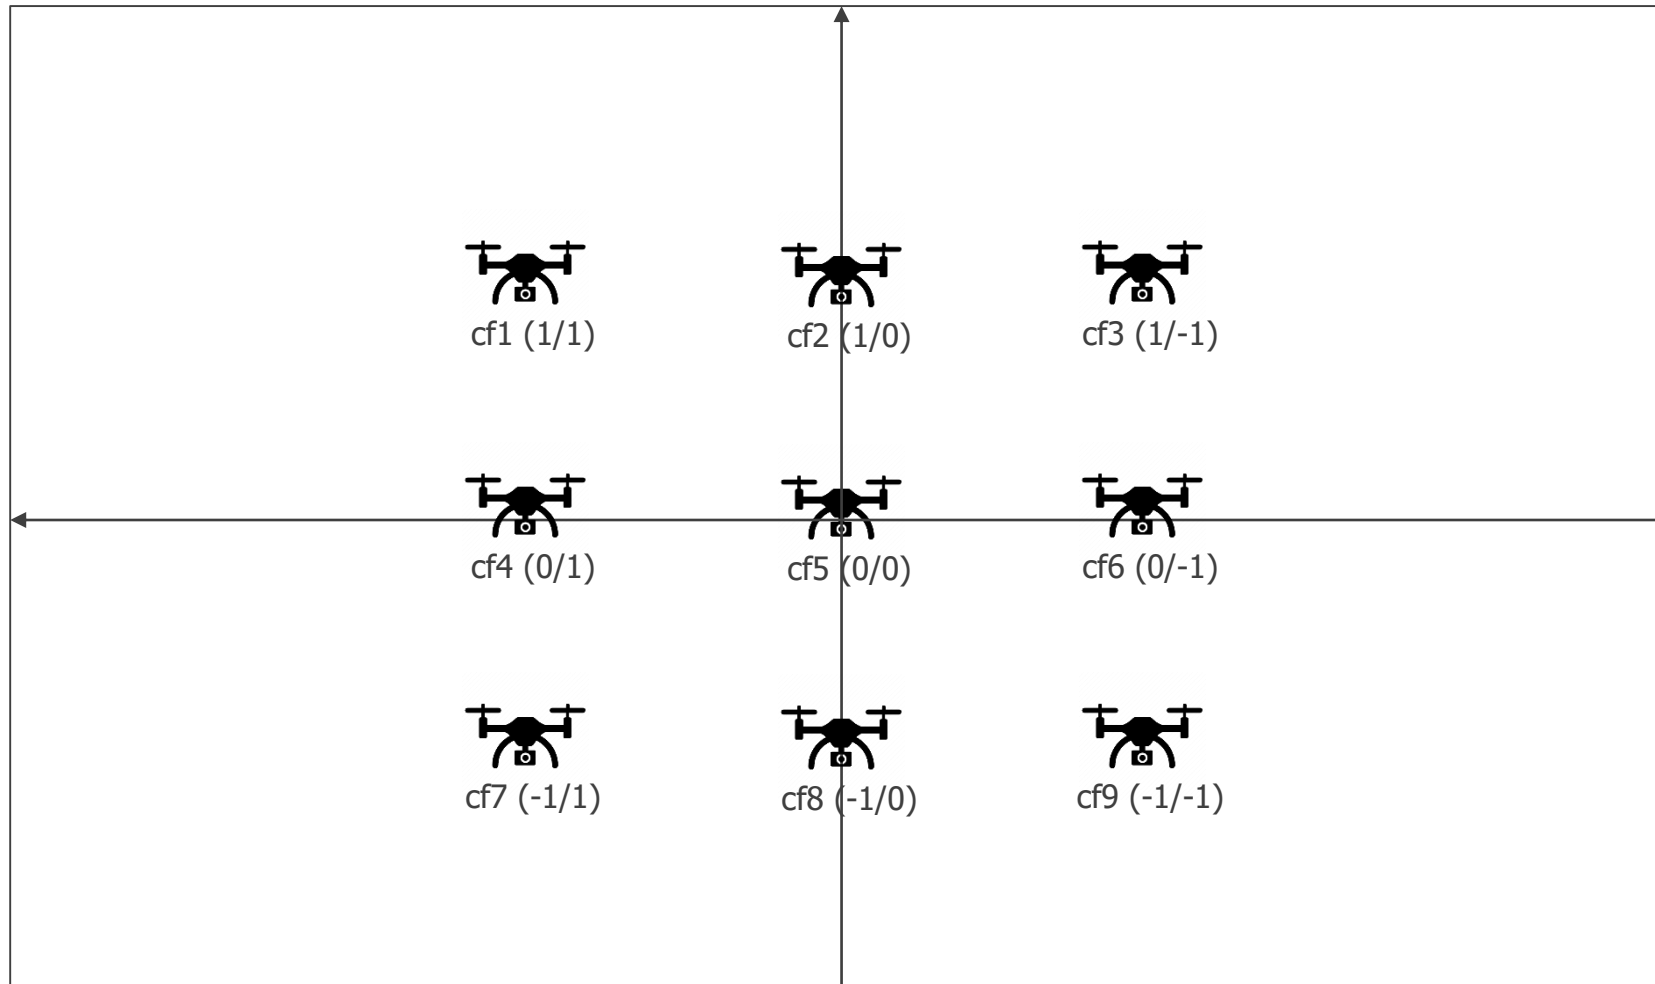 cf1 (1/1)
cf2 (1/0)
cf3 (1/-1)
cf4 (0/1)
cf5 (0/0)
cf6 (0/-1)
cf7 (-1/1)
cf8 (-1/0)
cf9 (-1/-1)